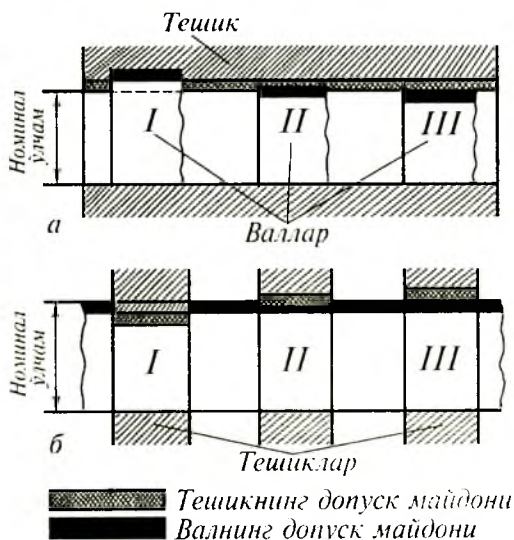 Тешик
Номинал
ўлчам
I
II
III
а
Валлар
Номинал
ўлчам
I
II
III
б
Тешиклар
Тешикнинг допуск майдони
Валнинг допуск майдони